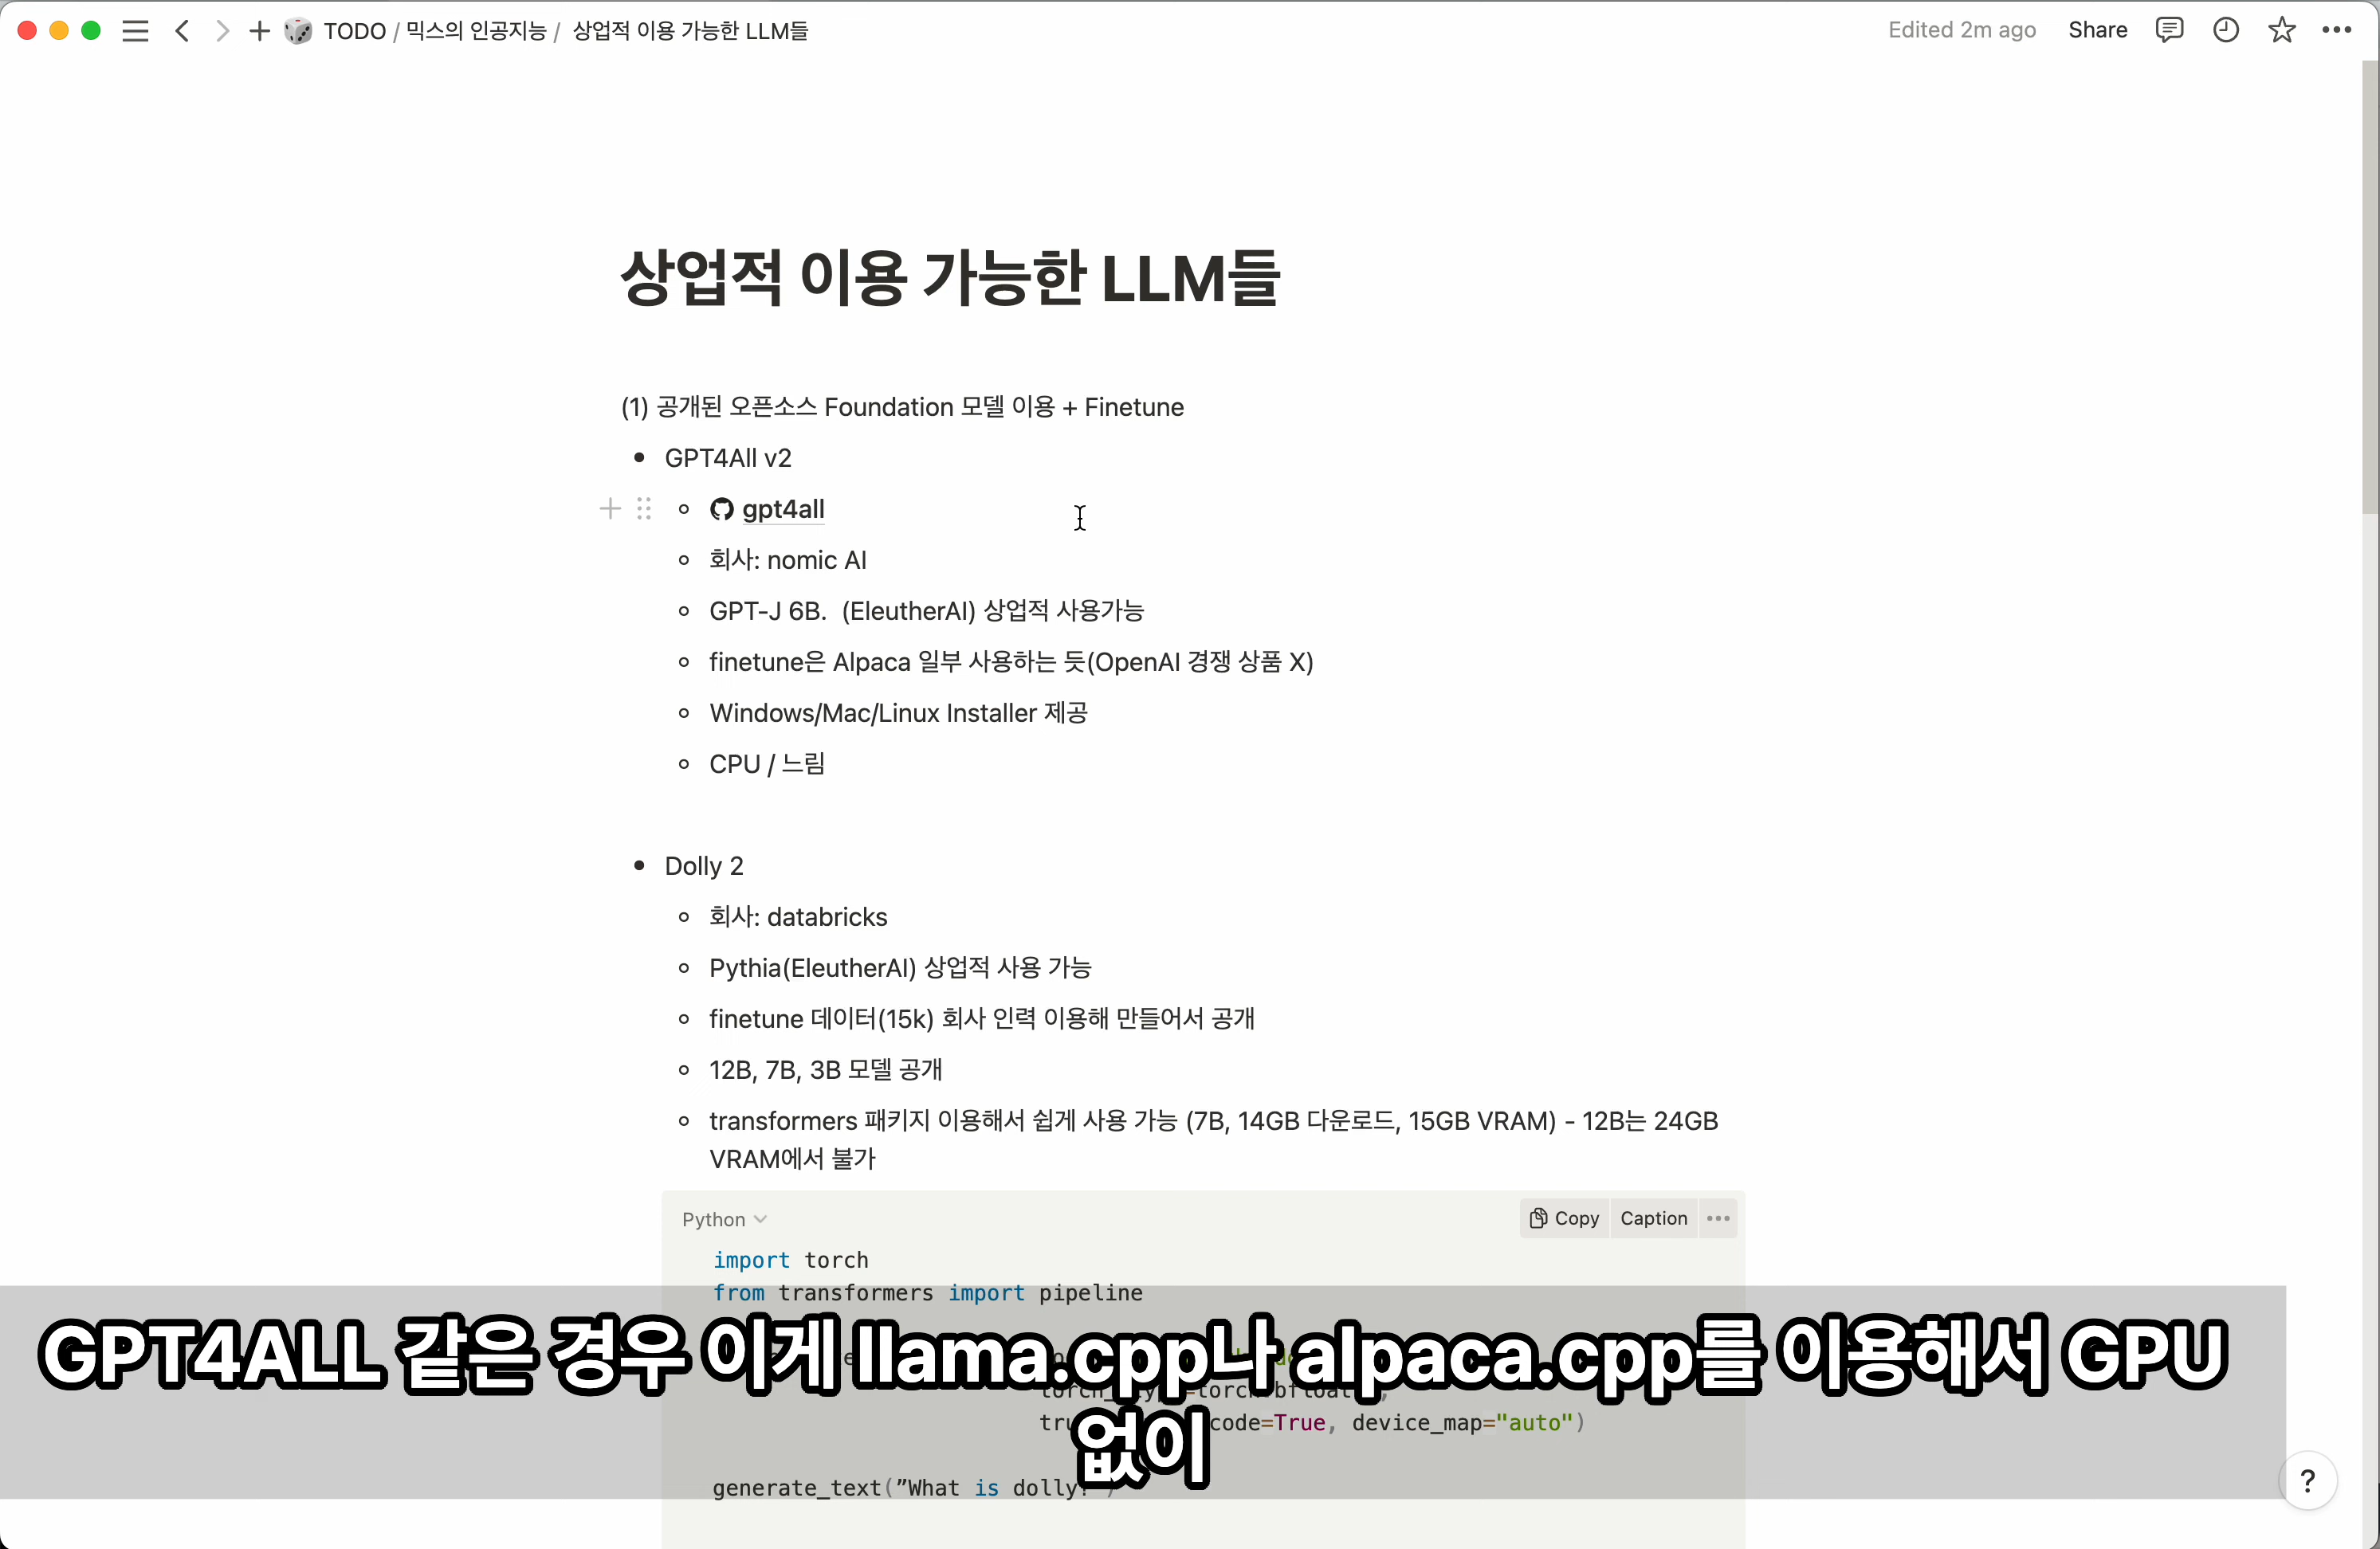 TODO / 믹스의 인공지능 / 상업적 이용 가능한 LLM들
Edited 2m ago Share
상업적 이용 가능한 LLM들
(1) 공개된 오픈소스 Foundation 모델 이용 + Finetune
GPT4All v2
gpt4all
회사: nomic AI
GPT-J 6B. (EleutherAI) 상업적 사용가능
finetune은 Alpaca 일부 사용하는 듯(OpenAI 경쟁 상품 X)
Windows/Mac/Linux Installer 제공
CPU / 느림
Dolly 2
회사: databricks
Pythia(EleutherAI) 상업적 사용 가능
finetune 데이터(15k) 회사 인력 이용해 만들어서 공개
12B, 7B, 3B 모델 공개
transformers 패키지 이용해서 쉽게 사용 가능 (7B, 14GB 다운로드, 15GB VRAM) - 12B는 24GB
VRAM에서 불가
Python Copy Caption
import torch
from transformers import pipeline
GPT4ALL 같은 경우 이게 llama.cpp나 alpaca.cpp를 이용해서 GPU
없이
code=True, device_map="auto")
generate_text(”What is dolly?
?